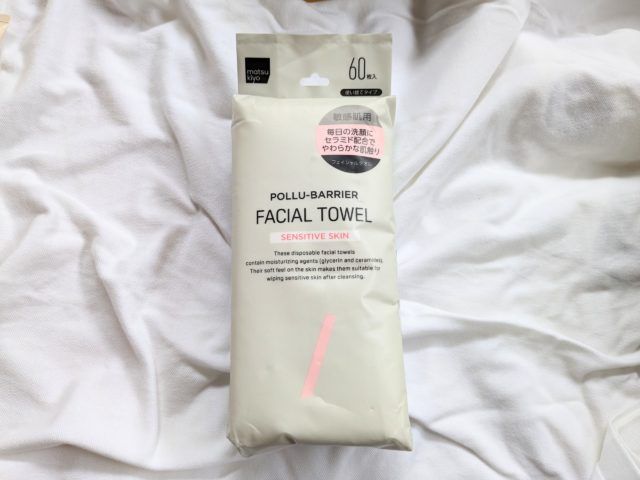 matsu
kiyo
60枚入
使い捨てタイプ
敏感肌用
毎日の洗顔に
セラミド配合で
やわらかな肌触り
フェイシャルタオル
POLLU-BARRIER
FACIAL TOWEL
SENSITIVE SKIN
These disposable facial towels
contain moisturizing agents (glycerin and ceramides).
Their soft feel on the skin makes them suitable for
wiping sensitive skin after cleansing.